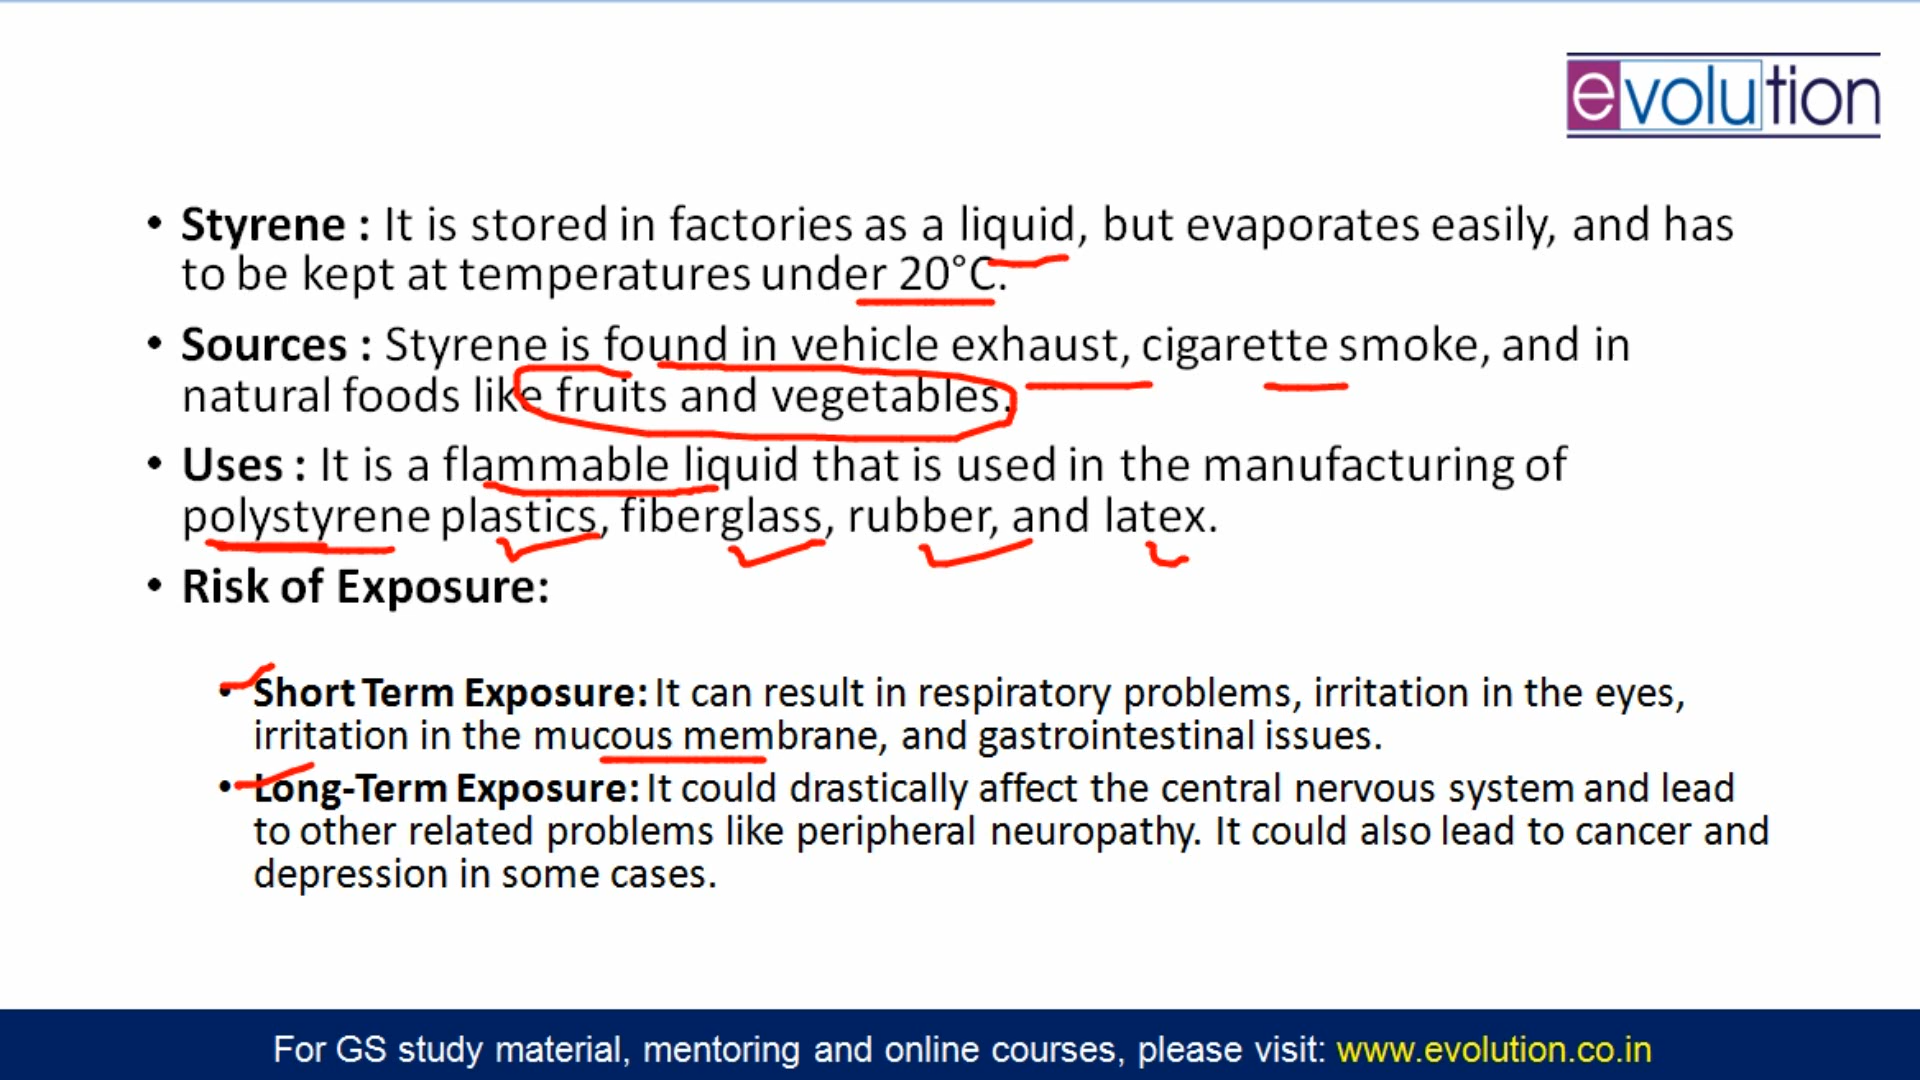 evolution
• Styrene : It is stored in factories as a liquid, but evaporates easily, and has
to be kept at temperatures under 20°C.
• Sources : Styrene is found in vehicle exhaust, cigarette smoke, and in
natural foods like fruits and vegetables.
• Uses : It is a flammable liquid that is used in the manufacturing of
polystyrene plastics, fiberglass, rubber, and latex.
• Risk of Exposure:
• Short Term Exposure: It can result in respiratory problems, irritation in the eyes,
irritation in the mucous membrane, and gastrointestinal issues.
• Long-Term Exposure: It could drastically affect the central nervous system and lead
to other related problems like peripheral neuropathy. It could also lead to cancer and
depression in some cases.
For GS study material, mentoring and online courses, please visit: www.evolution.co.in